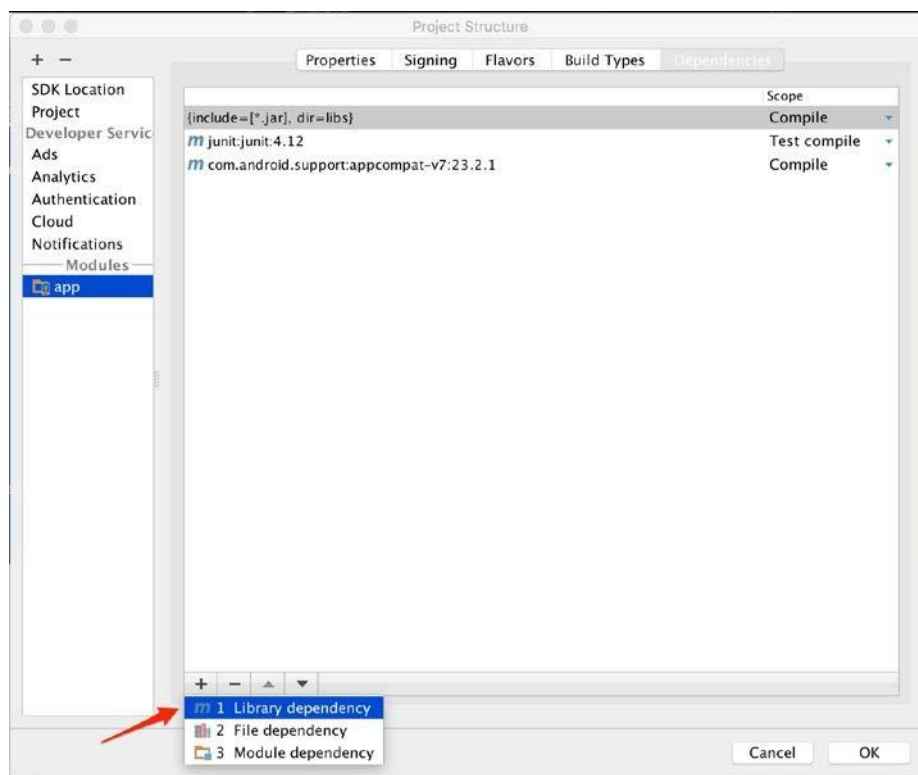 Project Structure
+ −
Properties Signing Flavors Build Types Dependencies
SDK Location
Project
Developer Servic
Ads
Analytics
Authentication
Cloud
Notifications
Modules
app
Scope
{include=[*.jar], dir=libs} Compile
m junit:junit:4.12 Test compile
m com.android.support:appcompat-v7:23.2.1 Compile
+ −
m 1 Library dependency
2 File dependency
3 Module dependency
Cancel OK